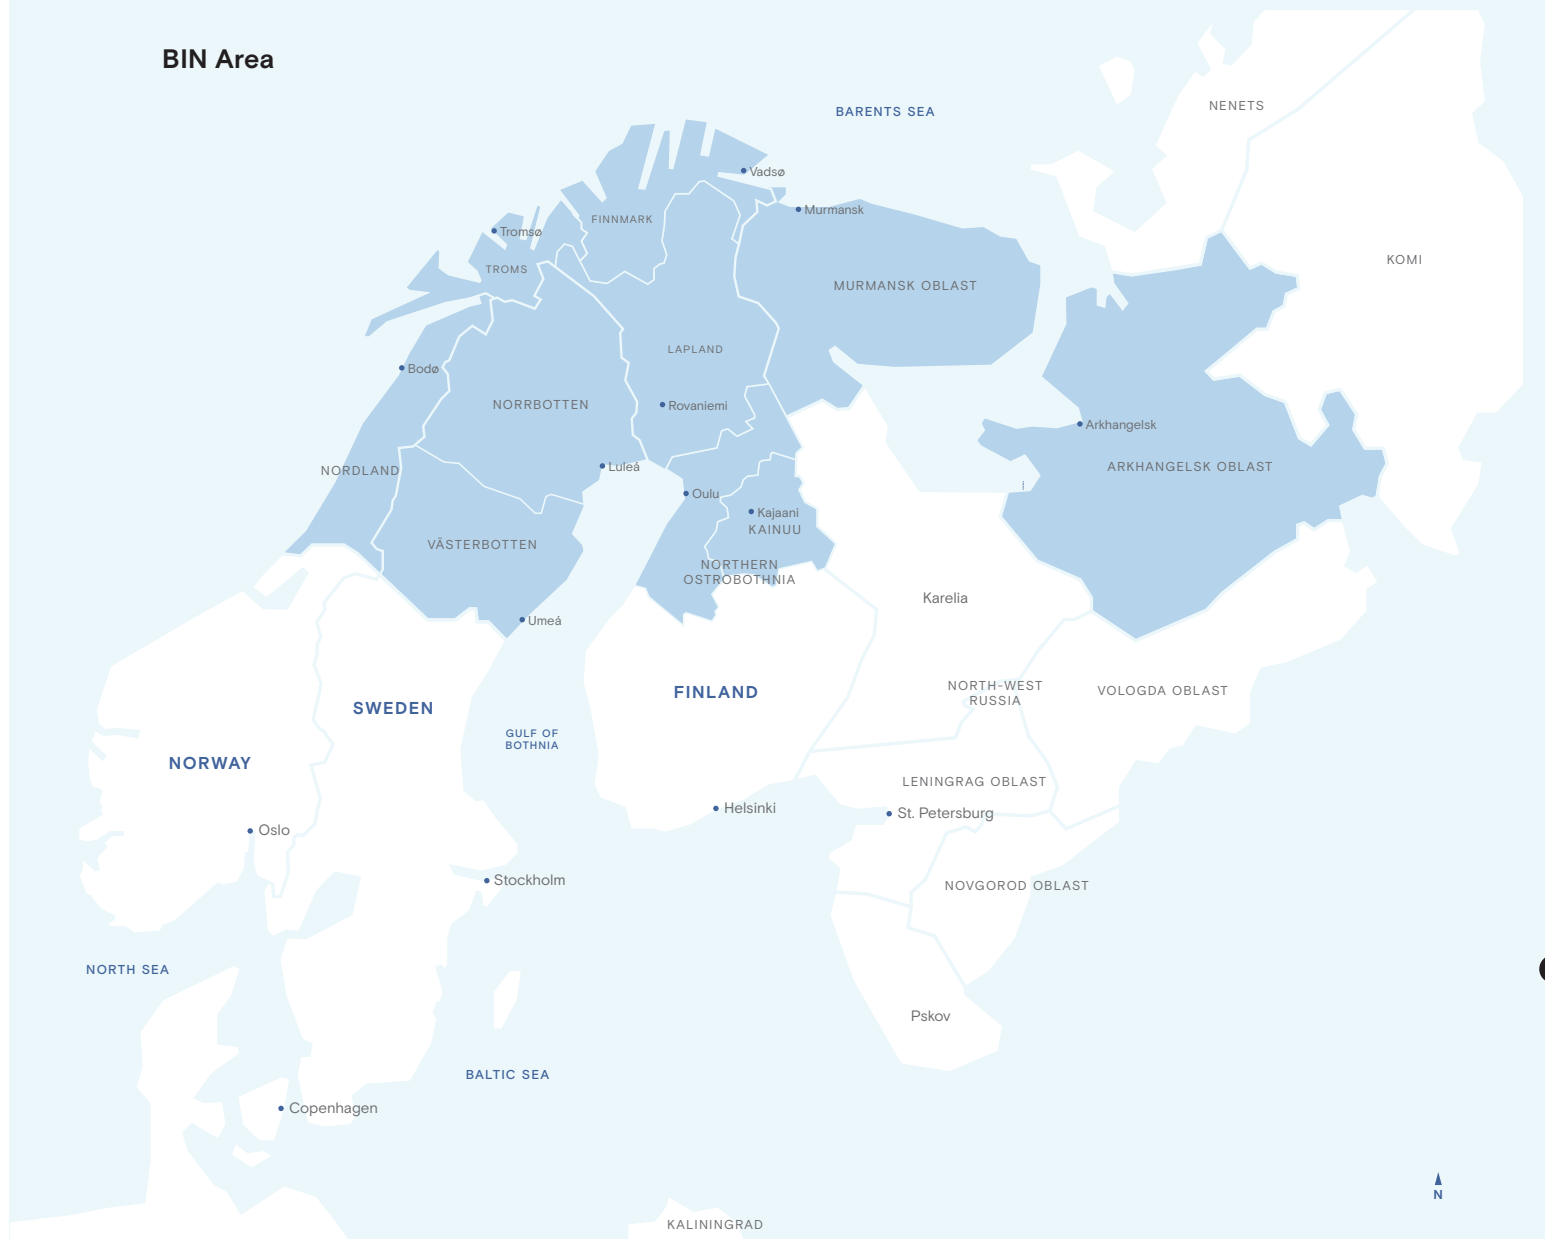 BIN Area
NENETS
BARENTS SEA
Vadsø
Murmansk
FINNMARK
Tromsø
KOMI
TROMS
MURMANSK OBLAST
LAPLAND
Bodø
NORRBOTTEN
Rovaniemi
Arkhangelsk
NORDLAND
Luleá
ARKHANGELSK OBLAST
Oulu
Kajaani
KAINUU
VÄSTERBOTTEN
NORTHERN
OSTROBOTHNIA
Karelia
Umeá
NORTH-WEST
RUSSIA
VOLOGDA OBLAST
FINLAND
SWEDEN
GULF OF
BOTHNIA
NORWAY
LENINGRAG OBLAST
Helsinki
St. Petersburg
Oslo
Stockholm
NOVGOROD OBLAST
NORTH SEA
Pskov
BALTIC SEA
Copenhagen
N
KALININGRAD